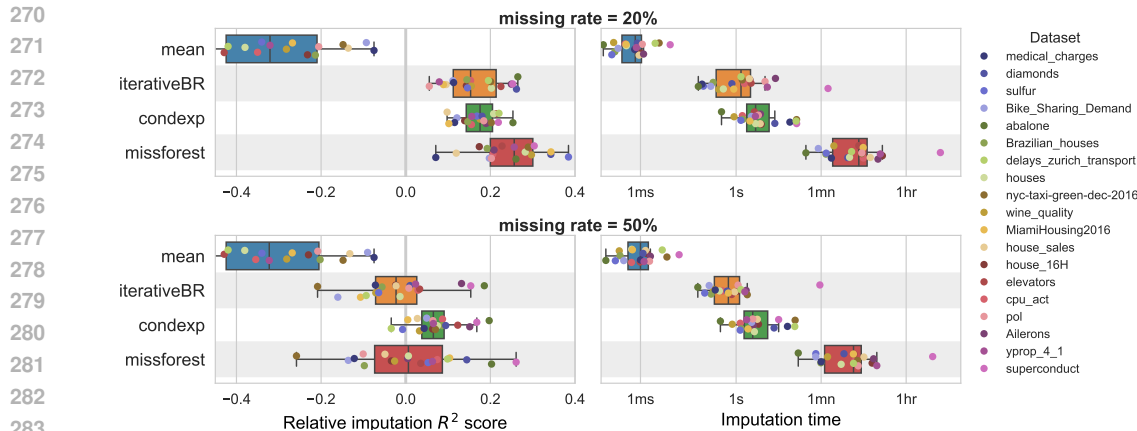 270
271
272
273
274
275
276
277
278
279
280
281
282
283
missing rate = 20%
mean
iterativeBR
condexp
missforest
−0.4 −0.2 0.0 0.2 0.4
1ms 1s 1mn 1hr
missing rate = 50%
mean
iterativeBR
condexp
missforest
−0.4 −0.2 0.0 0.2 0.4
1ms 1s 1mn 1hr
Relative imputation R² score
Imputation time
Dataset
medical_charges
diamonds
sulfur
Bike_Sharing_Demand
abalone
Brazilian_houses
delays_zurich_transport
houses
nyc-taxi-green-dec-2016
wine_quality
MiamiHousing2016
house_sales
house_16H
elevators
cpu_act
pol
Ailerons
yprop_4_1
superconduct